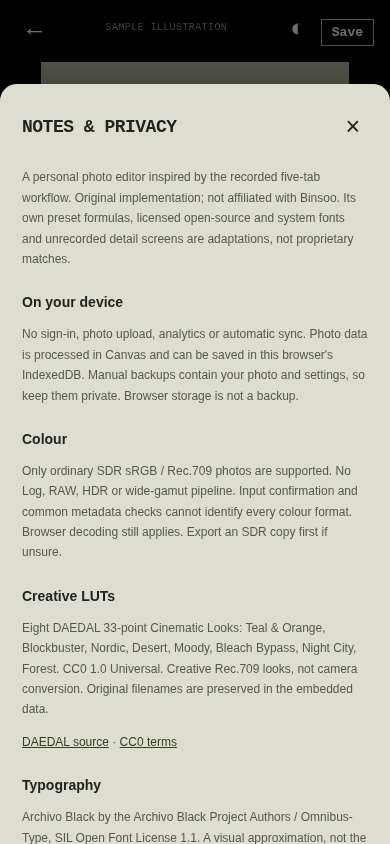 SAMPLE ILLUSTRATION
Save
NOTES & PRIVACY
A personal photo editor inspired by the recorded five-tab
workflow. Original implementation; not affiliated with Binsoo. Its
own preset formulas, licensed open-source and system fonts
and unrecorded detail screens are adaptations, not proprietary
matches.
On your device
No sign-in, photo upload, analytics or automatic sync. Photo data
is processed in Canvas and can be saved in this browser's
IndexedDB. Manual backups contain your photo and settings, so
keep them private. Browser storage is not a backup.
Colour
Only ordinary SDR sRGB / Rec.709 photos are supported. No
Log, RAW, HDR or wide-gamut pipeline. Input confirmation and
common metadata checks cannot identify every colour format.
Browser decoding still applies. Export an SDR copy first if
unsure.
Creative LUTs
Eight DAEDAL 33-point Cinematic Looks: Teal & Orange,
Blockbuster, Nordic, Desert, Moody, Bleach Bypass, Night City,
Forest. CC0 1.0 Universal. Creative Rec.709 looks, not camera
conversion. Original filenames are preserved in the embedded
data.
DAEDAL source · CC0 terms
Typography
Archivo Black by the Archivo Black Project Authors / Omnibus-
Type, SIL Open Font License 1.1. A visual approximation, not the